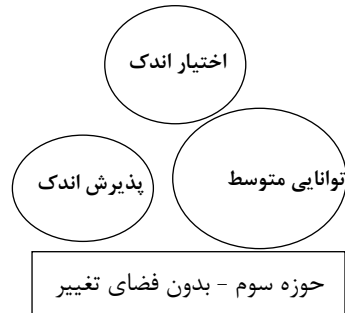 اختیار اندک
توانایی متوسط
پذیرش اندک
حوزه سوم - بدون فضای تغییر